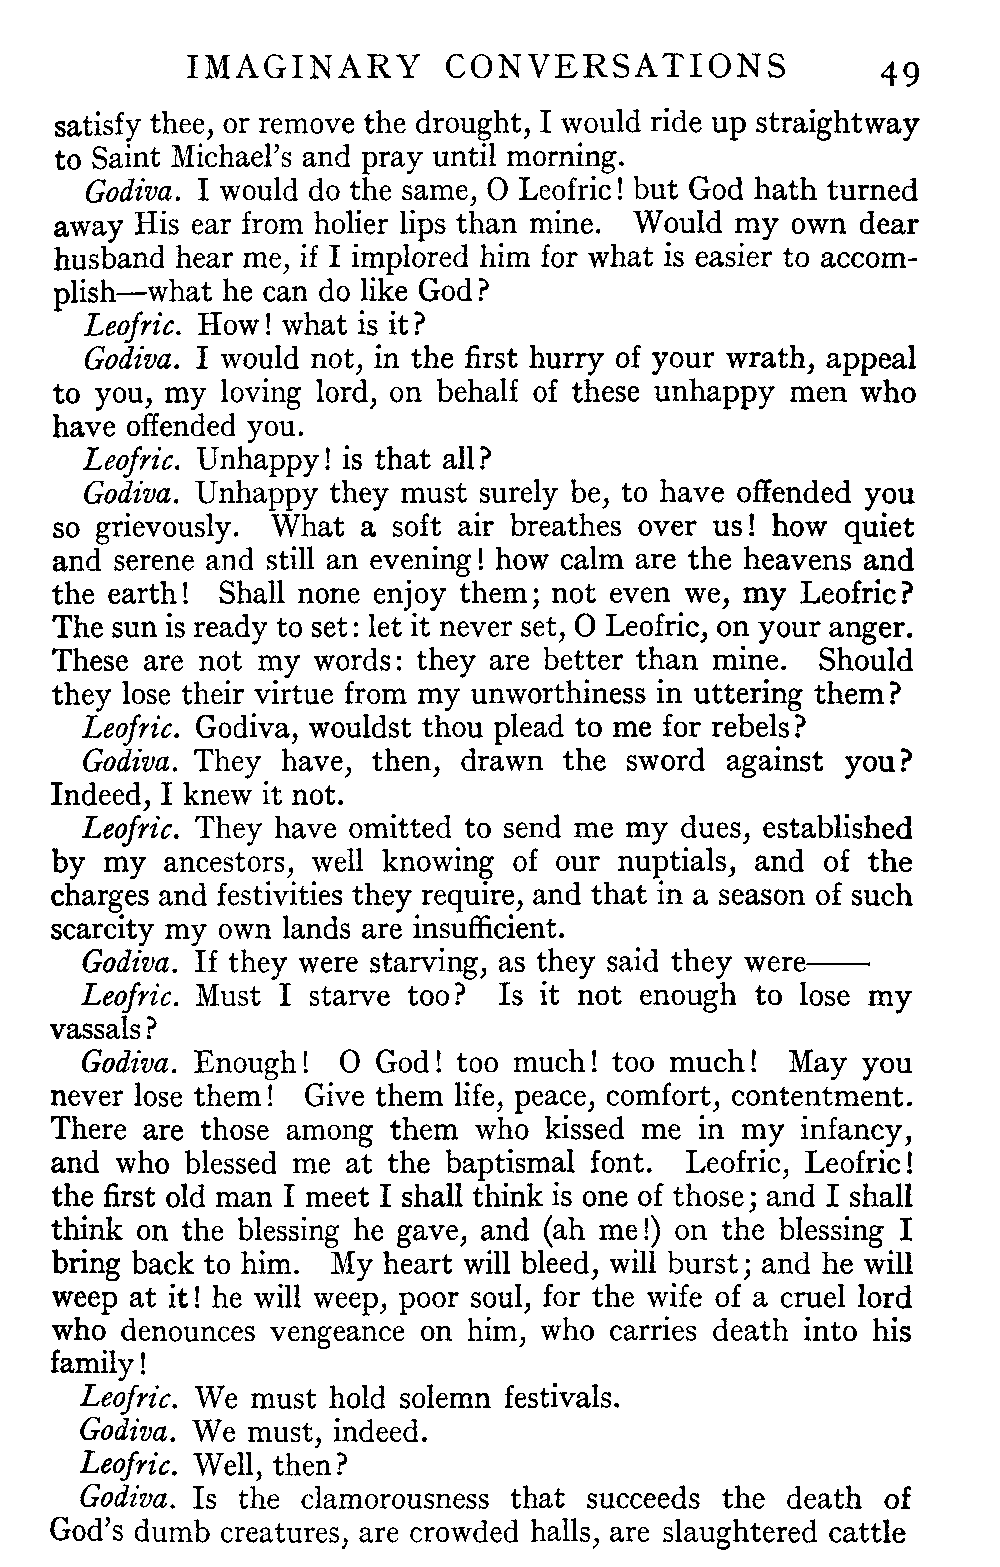 IMAGINARY CONVERSATIONS 49
satisfy thee, or remove the drought, I would ride up straightway
to Saint Michael's and pray until morning.
Godiva. I would do the same, O Leofric! but God hath turned
away His ear from holier lips than mine. Would my own dear
husband hear me, if I implored him for what is easier to accom-
plish—what he can do like God?
Leofric. How! what is it?
Godiva. I would not, in the first hurry of your wrath, appeal
to you, my loving lord, on behalf of these unhappy men who
have offended you.
Leofric. Unhappy! is that all?
Godiva. Unhappy they must surely be, to have offended you
so grievously. What a soft air breathes over us! how quiet
and serene and still an evening! how calm are the heavens and
the earth! Shall none enjoy them; not even we, my Leofric?
The sun is ready to set: let it never set, O Leofric, on your anger.
These are not my words: they are better than mine. Should
they lose their virtue from my unworthiness in uttering them?
Leofric. Godiva, wouldst thou plead to me for rebels?
Godiva. They have, then, drawn the sword against you?
Indeed, I knew it not.
Leofric. They have omitted to send me my dues, established
by my ancestors, well knowing of our nuptials, and of the
charges and festivities they require, and that in a season of such
scarcity my own lands are insufficient.
Godiva. If they were starving, as they said they were——
Leofric. Must I starve too? Is it not enough to lose my
vassals?
Godiva. Enough! O God! too much! too much! May you
never lose them! Give them life, peace, comfort, contentment.
There are those among them who kissed me in my infancy,
and who blessed me at the baptismal font. Leofric, Leofric!
the first old man I meet I shall think is one of those; and I shall
think on the blessing he gave, and (ah me!) on the blessing I
bring back to him. My heart will bleed, will burst; and he will
weep at it! he will weep, poor soul, for the wife of a cruel lord
who denounces vengeance on him, who carries death into his
family!
Leofric. We must hold solemn festivals.
Godiva. We must, indeed.
Leofric. Well, then?
Godiva. Is the clamorousness that succeeds the death of
God's dumb creatures, are crowded halls, are slaughtered cattle